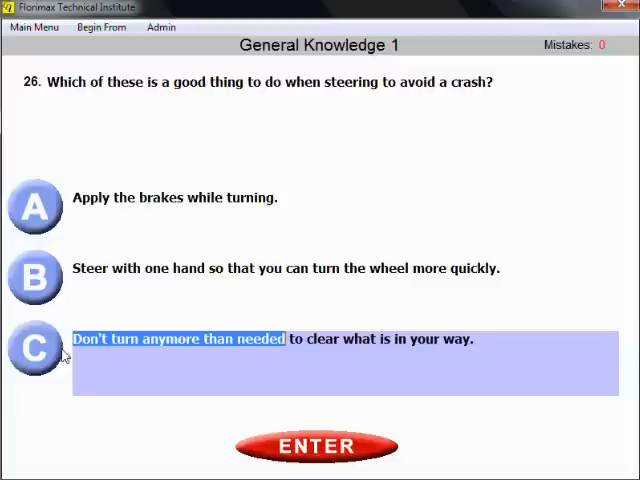 Florimax Technical Institute
Main Menu Begin From Admin
General Knowledge 1 Mistakes: 0
26. Which of these is a good thing to do when steering to avoid a crash?
A Apply the brakes while turning.
B Steer with one hand so that you can turn the wheel more quickly.
C Don't turn anymore than needed to clear what is in your way.
ENTER